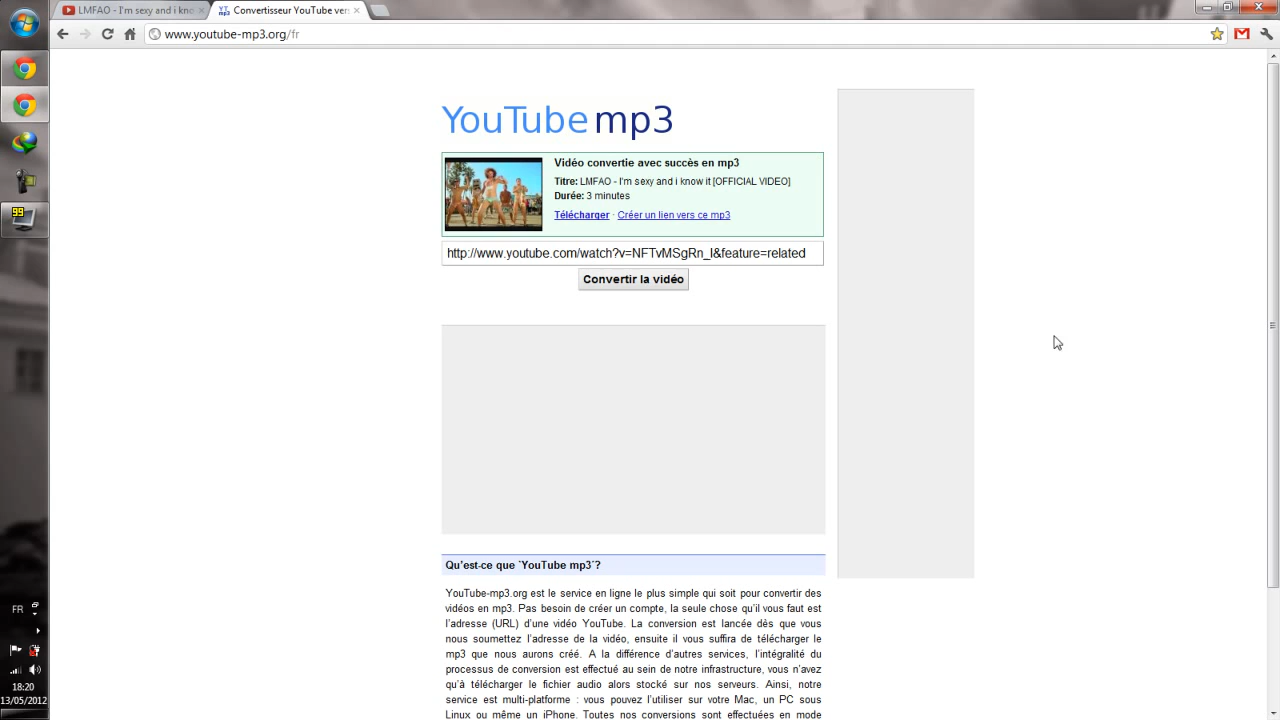 LMFAO - I'm sexy and i kno
Convertisseur YouTube ver
www.youtube-mp3.org/fr
YouTube mp3
Vidéo convertie avec succès en mp3
Titre: LMFAO - I'm sexy and i know it [OFFICIAL VIDEO]
Durée: 3 minutes
Télécharger · Créer un lien vers ce mp3
http://www.youtube.com/watch?v=NFTvMSgRn_I&feature=related
Convertir la vidéo
Qu'est-ce que `YouTube mp3´?
YouTube-mp3.org est le service en ligne le plus simple qui soit pour convertir des
vidéos en mp3. Pas besoin de créer un compte, la seule chose qu'il vous faut est
l'adresse (URL) d'une vidéo YouTube. La conversion est lancée dès que vous
nous soumettez l'adresse de la vidéo, ensuite il vous suffira de télécharger le
mp3 que nous aurons créé. A la différence d'autres services, l'intégralité du
processus de conversion est effectué au sein de notre infrastructure, vous n'avez
qu'à télécharger le fichier audio alors stocké sur nos serveurs. Ainsi, notre
service est multi-platforme : vous pouvez l'utiliser sur votre Mac, un PC sous
Linux ou même un iPhone. Toutes nos conversions sont effectuées en mode
99
FR
18:20
13/05/2012